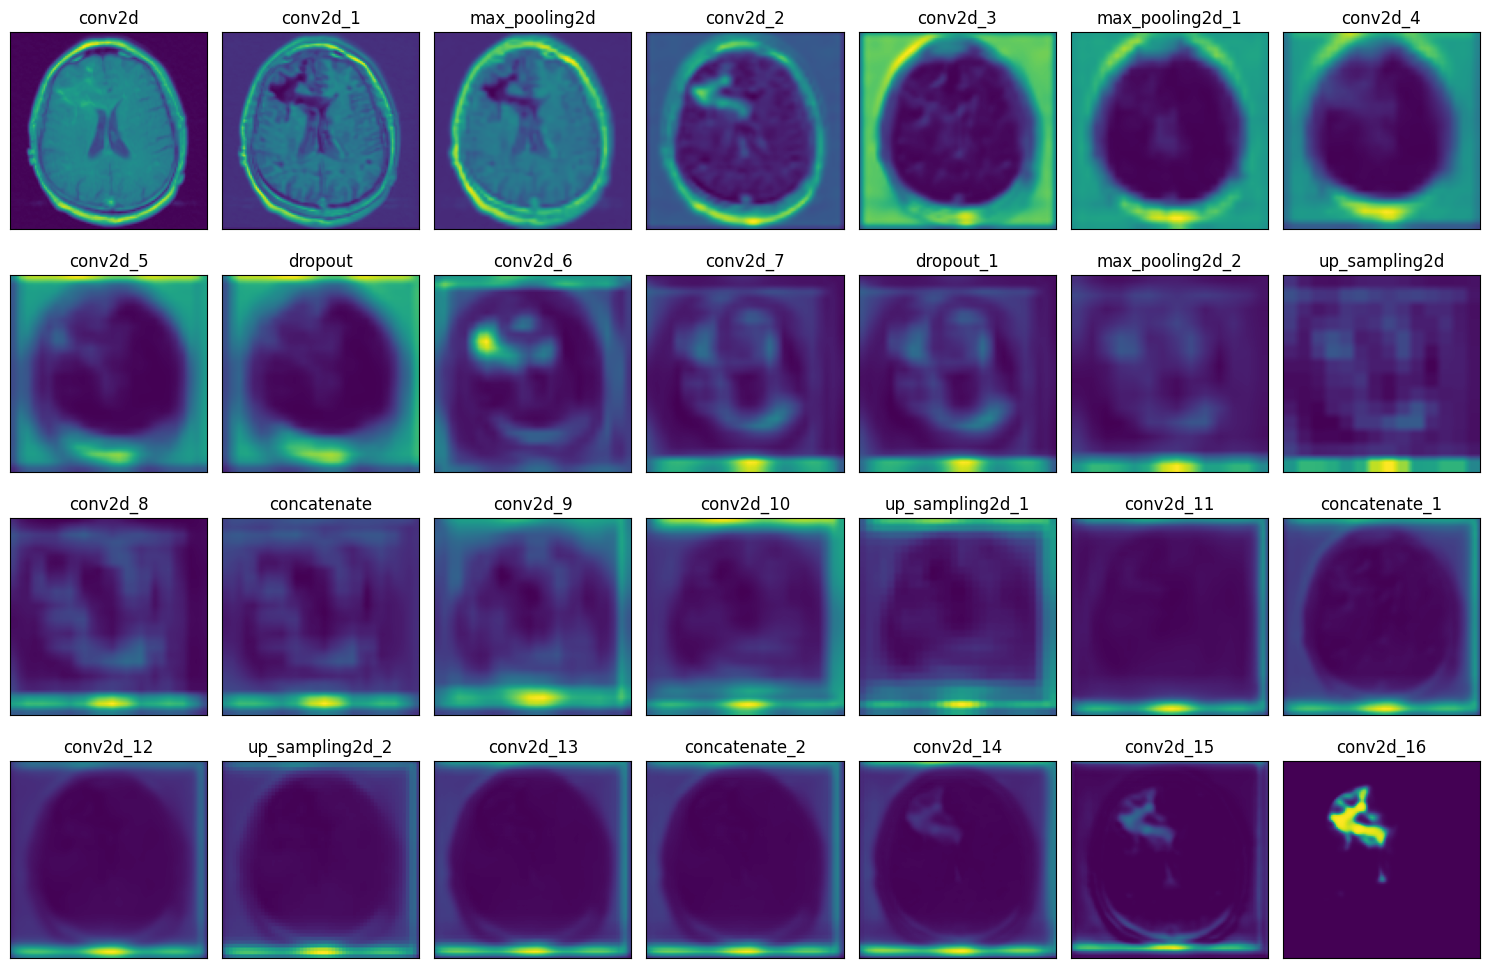 conv2d conv2d_1 max_pooling2d conv2d_2 conv2d_3 max_pooling2d_1 conv2d_4
conv2d_5 dropout conv2d_6 conv2d_7 dropout_1 max_pooling2d_2 up_sampling2d
conv2d_8 concatenate conv2d_9 conv2d_10 up_sampling2d_1 conv2d_11 concatenate_1
conv2d_12 up_sampling2d_2 conv2d_13 concatenate_2 conv2d_14 conv2d_15 conv2d_16